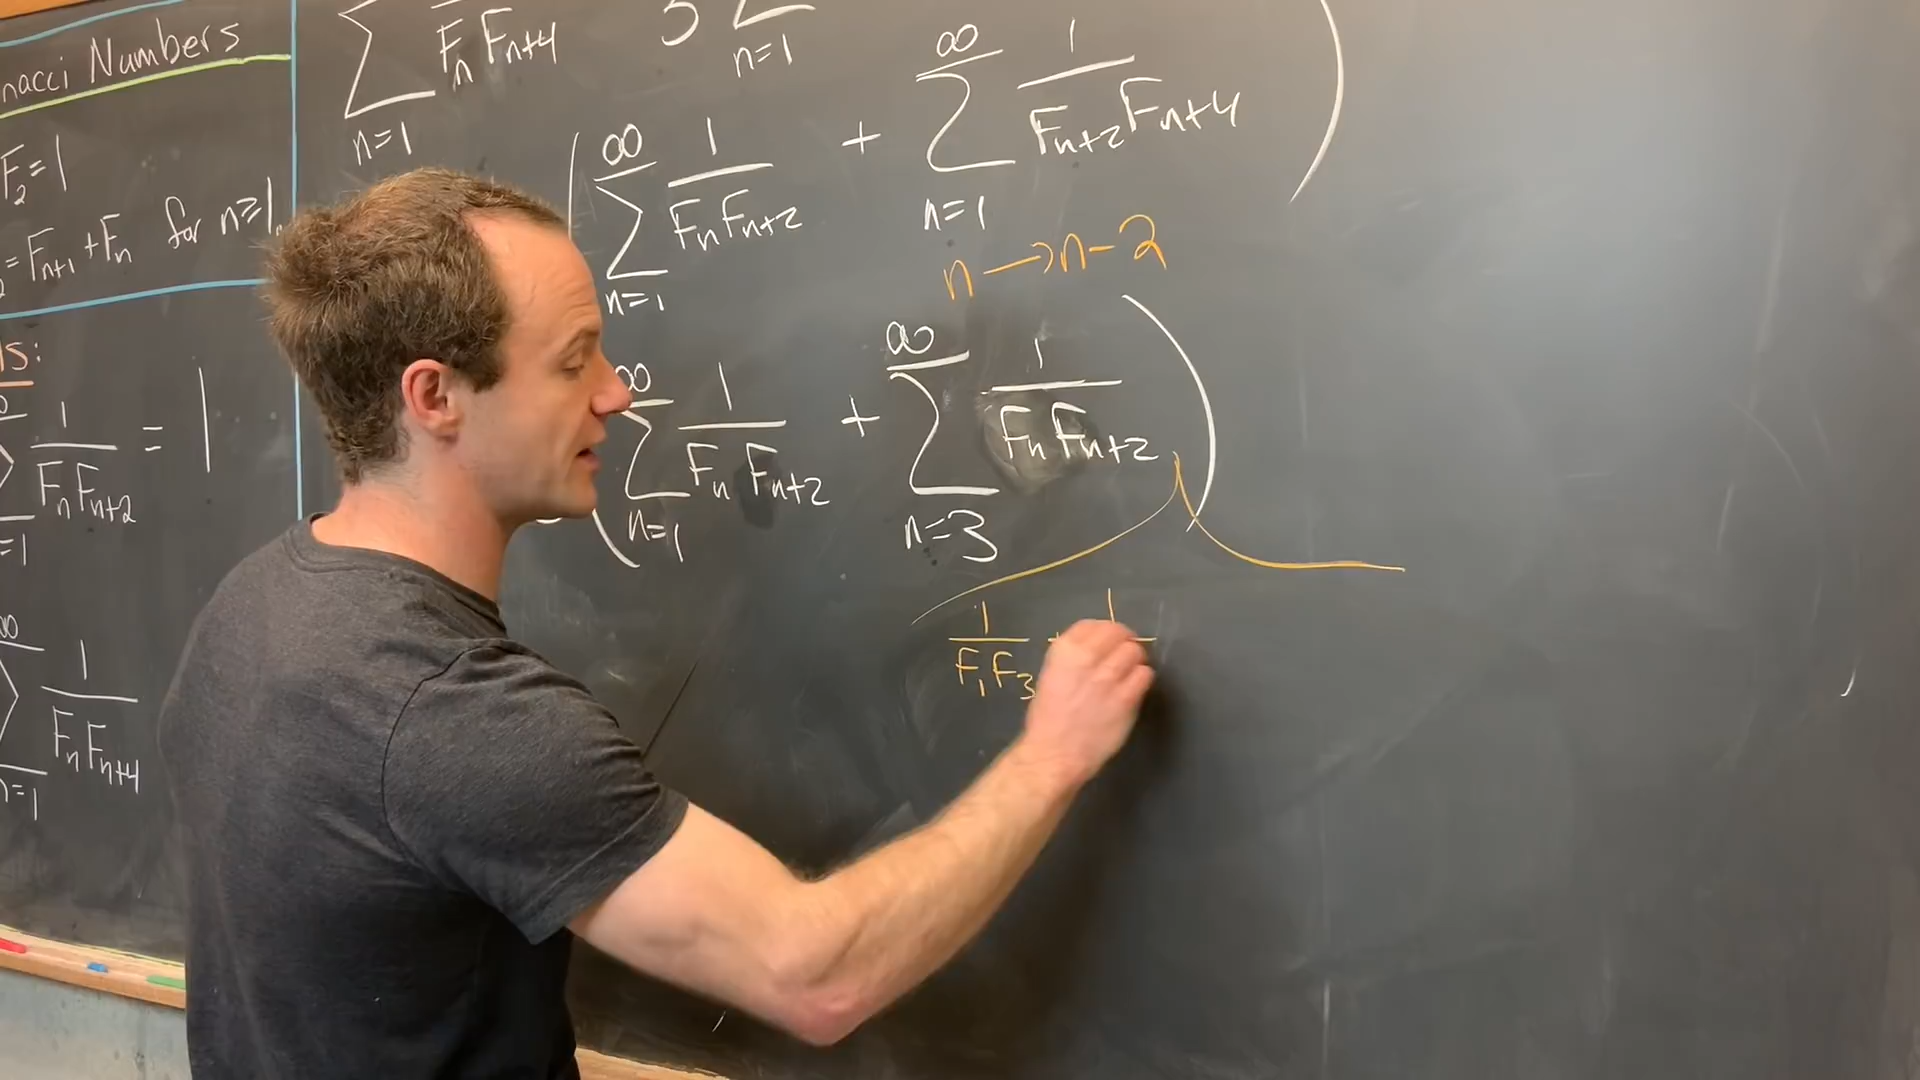 nacci Numbers
F₂=1
=Fₙ₊₁+Fₙ for n≥1
ls:
1/(FₙFₙ₊₂) = 1
=1
∞
1/(FₙFₙ₊₄)
n=1
∑ n=1 1/(FₙFₙ₊₄) 3 ∑ n=1
(∑ n=1 ∞ 1/(FₙFₙ₊₂) + ∑ n=1 ∞ 1/(Fₙ₊₂Fₙ₊₄))
n→n-2
(∑ n=1 ∞ 1/(FₙFₙ₊₂) + ∑ n=3 ∞ 1/(FₙFₙ₊₂))
1/(F₁F₃) 1